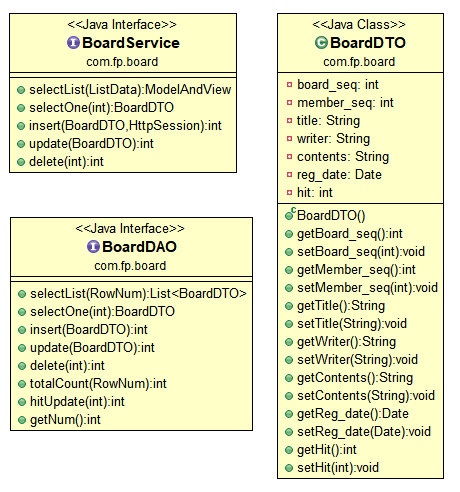 <<Java Interface>>
I BoardService
com.fp.board
selectList(ListData):ModelAndView
selectOne(int):BoardDTO
insert(BoardDTO,HttpSession):int
update(BoardDTO):int
delete(int):int
<<Java Interface>>
I BoardDAO
com.fp.board
selectList(RowNum):List<BoardDTO>
selectOne(int):BoardDTO
insert(BoardDTO):int
update(BoardDTO):int
delete(int):int
totalCount(RowNum):int
hitUpdate(int):int
getNum():int
<<Java Class>>
C BoardDTO
com.fp.board
board_seq: int
member_seq: int
title: String
writer: String
contents: String
reg_date: Date
hit: int
C BoardDTO()
getBoard_seq():int
setBoard_seq(int):void
getMember_seq():int
setMember_seq(int):void
getTitle():String
setTitle(String):void
getWriter():String
setWriter(String):void
getContents():String
setContents(String):void
getReg_date():Date
setReg_date(Date):void
getHit():int
setHit(int):void